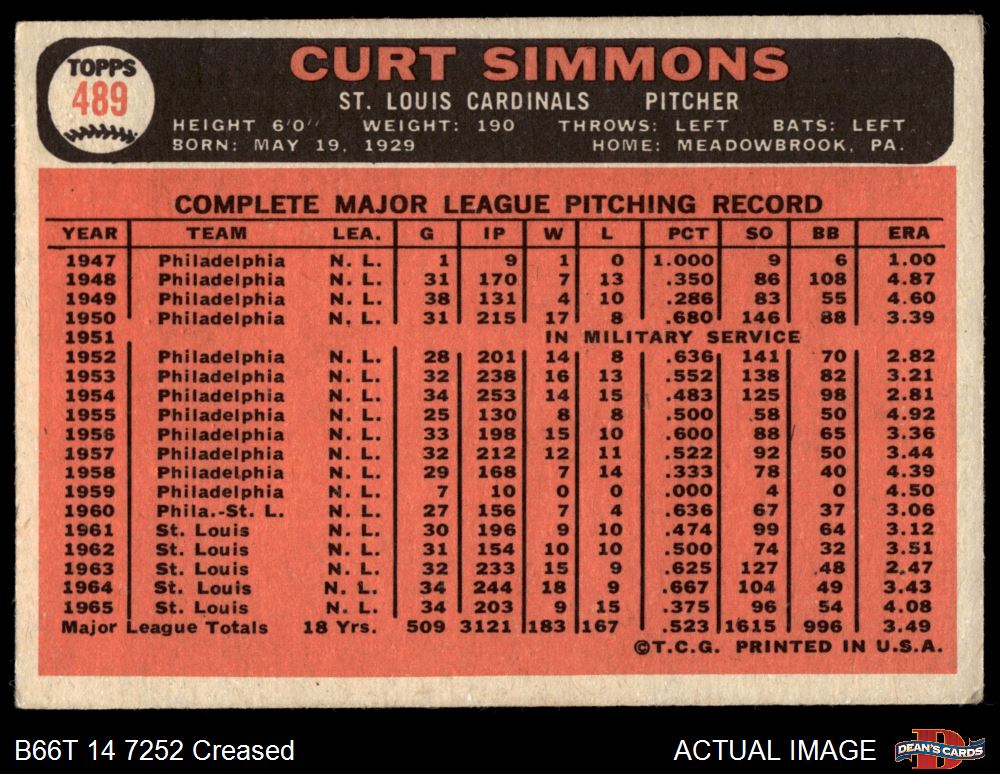 TOPPS
489
CURT SIMMONS
ST. LOUIS CARDINALS PITCHER
HEIGHT 6'0" WEIGHT: 190 THROWS: LEFT BATS: LEFT
BORN: MAY 19, 1929 HOME: MEADOWBROOK, PA.
COMPLETE MAJOR LEAGUE PITCHING RECORD
YEAR TEAM LEA. G IP W L PCT SO BB ERA
1947 Philadelphia N. L. 1 9 1 0 1.000 9 6 1.00
1948 Philadelphia N. L. 31 170 7 13 .350 86 108 4.87
1949 Philadelphia N. L. 38 131 4 10 .286 83 55 4.60
1950 Philadelphia N. L. 31 215 17 8 .680 146 88 3.39
1951 IN MILITARY SERVICE
1952 Philadelphia N. L. 28 201 14 8 .636 141 70 2.82
1953 Philadelphia N. L. 32 238 16 13 .552 138 82 3.21
1954 Philadelphia N. L. 34 253 14 15 .483 125 98 2.81
1955 Philadelphia N. L. 25 130 8 8 .500 58 50 4.92
1956 Philadelphia N. L. 33 198 15 10 .600 88 65 3.36
1957 Philadelphia N. L. 32 212 12 11 .522 92 50 3.44
1958 Philadelphia N. L. 29 168 7 14 .333 78 40 4.39
1959 Philadelphia N. L. 7 10 0 0 .000 4 0 4.50
1960 Phila.-St. L. N. L. 27 156 7 4 .636 67 37 3.06
1961 St. Louis N. L. 30 196 9 10 .474 99 64 3.12
1962 St. Louis N. L. 31 154 10 10 .500 74 32 3.51
1963 St. Louis N. L. 32 233 15 9 .625 127 48 2.47
1964 St. Louis N. L. 34 244 18 9 .667 104 49 3.43
1965 St. Louis N. L. 34 203 9 15 .375 96 54 4.08
Major League Totals 18 Yrs. 509 3121 183 167 .523 1615 996 3.49
©T.C.G. PRINTED IN U.S.A.
B66T 14 7252 Creased ACTUAL IMAGE DEAN'S CARDS